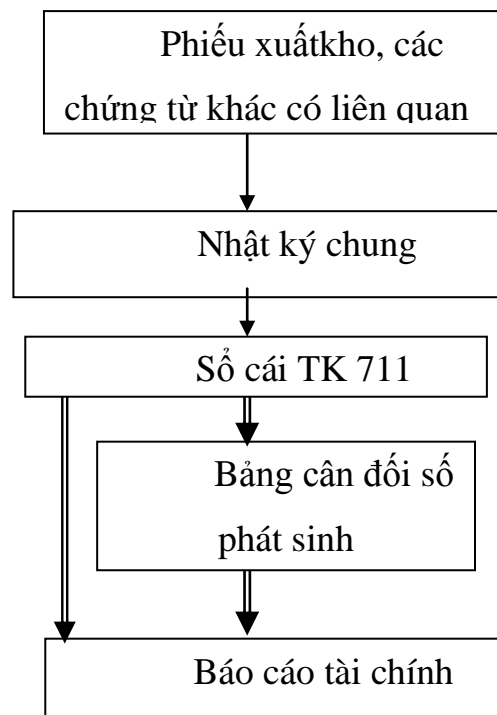 Phiếu xuấtkho, các
chứng từ khác có liên quan
Nhật ký chung
Sổ cái TK 711
Bảng cân đối số
phát sinh
Báo cáo tài chính